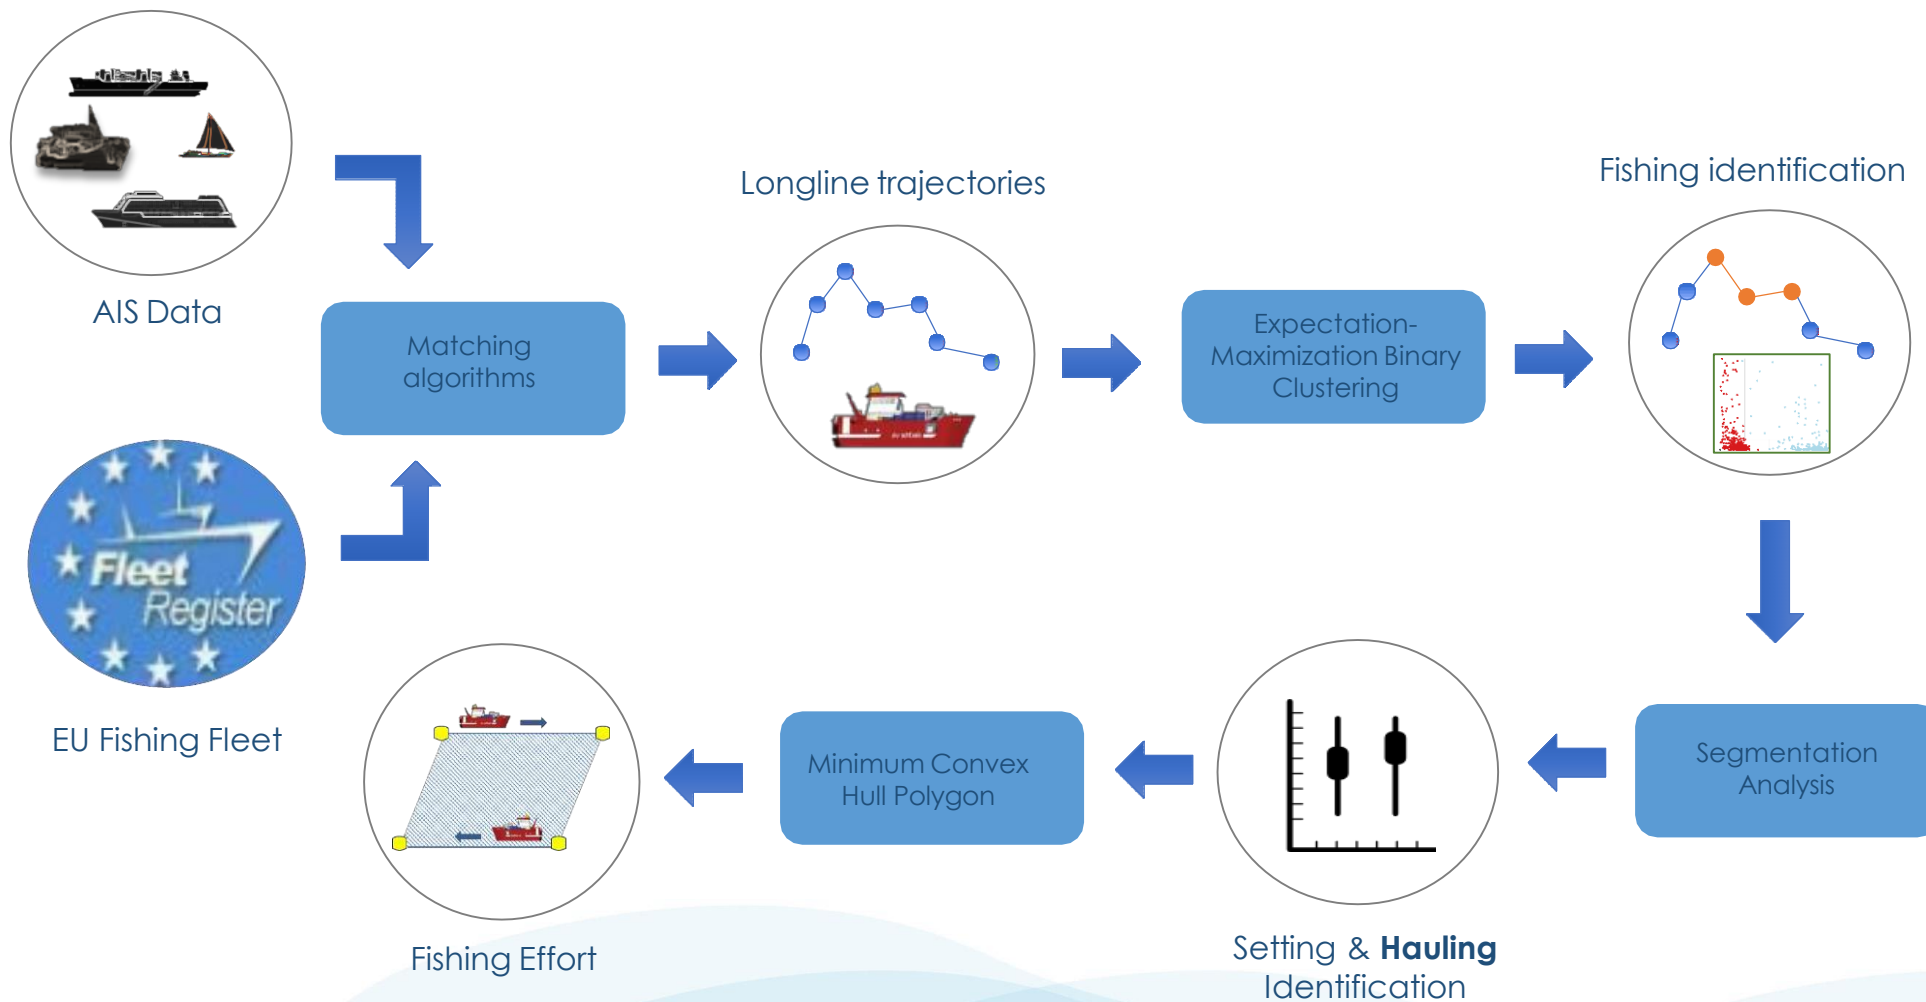 AIS Data
Matching
algorithms
Longline trajectories
Expectation-
Maximization Binary
Clustering
Fishing identification
Fleet
Register
EU Fishing Fleet
Segmentation
Analysis
Setting & Hauling
Identification
Minimum Convex
Hull Polygon
Fishing Effort